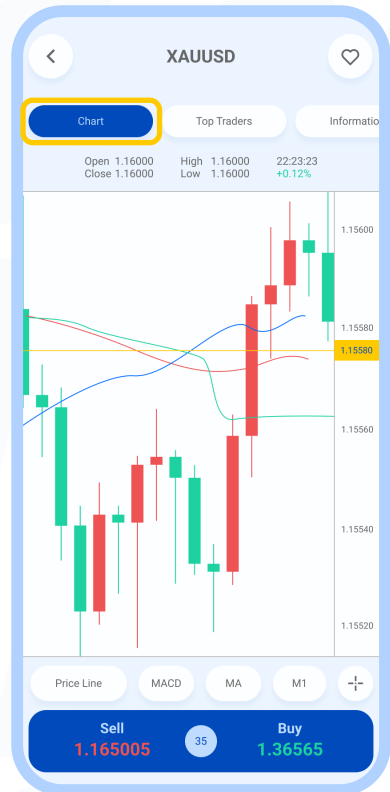 XAUUSD
Chart Top Traders Informatio
Open 1.16000 High 1.16000 22:23:23
Close 1.16000 Low 1.16000 +0.12%
1.15600
1.15580
1.15580
1.15560
1.15540
1.15520
Price Line MACD MA M1
Sell 35 Buy
1.165005 1.36565